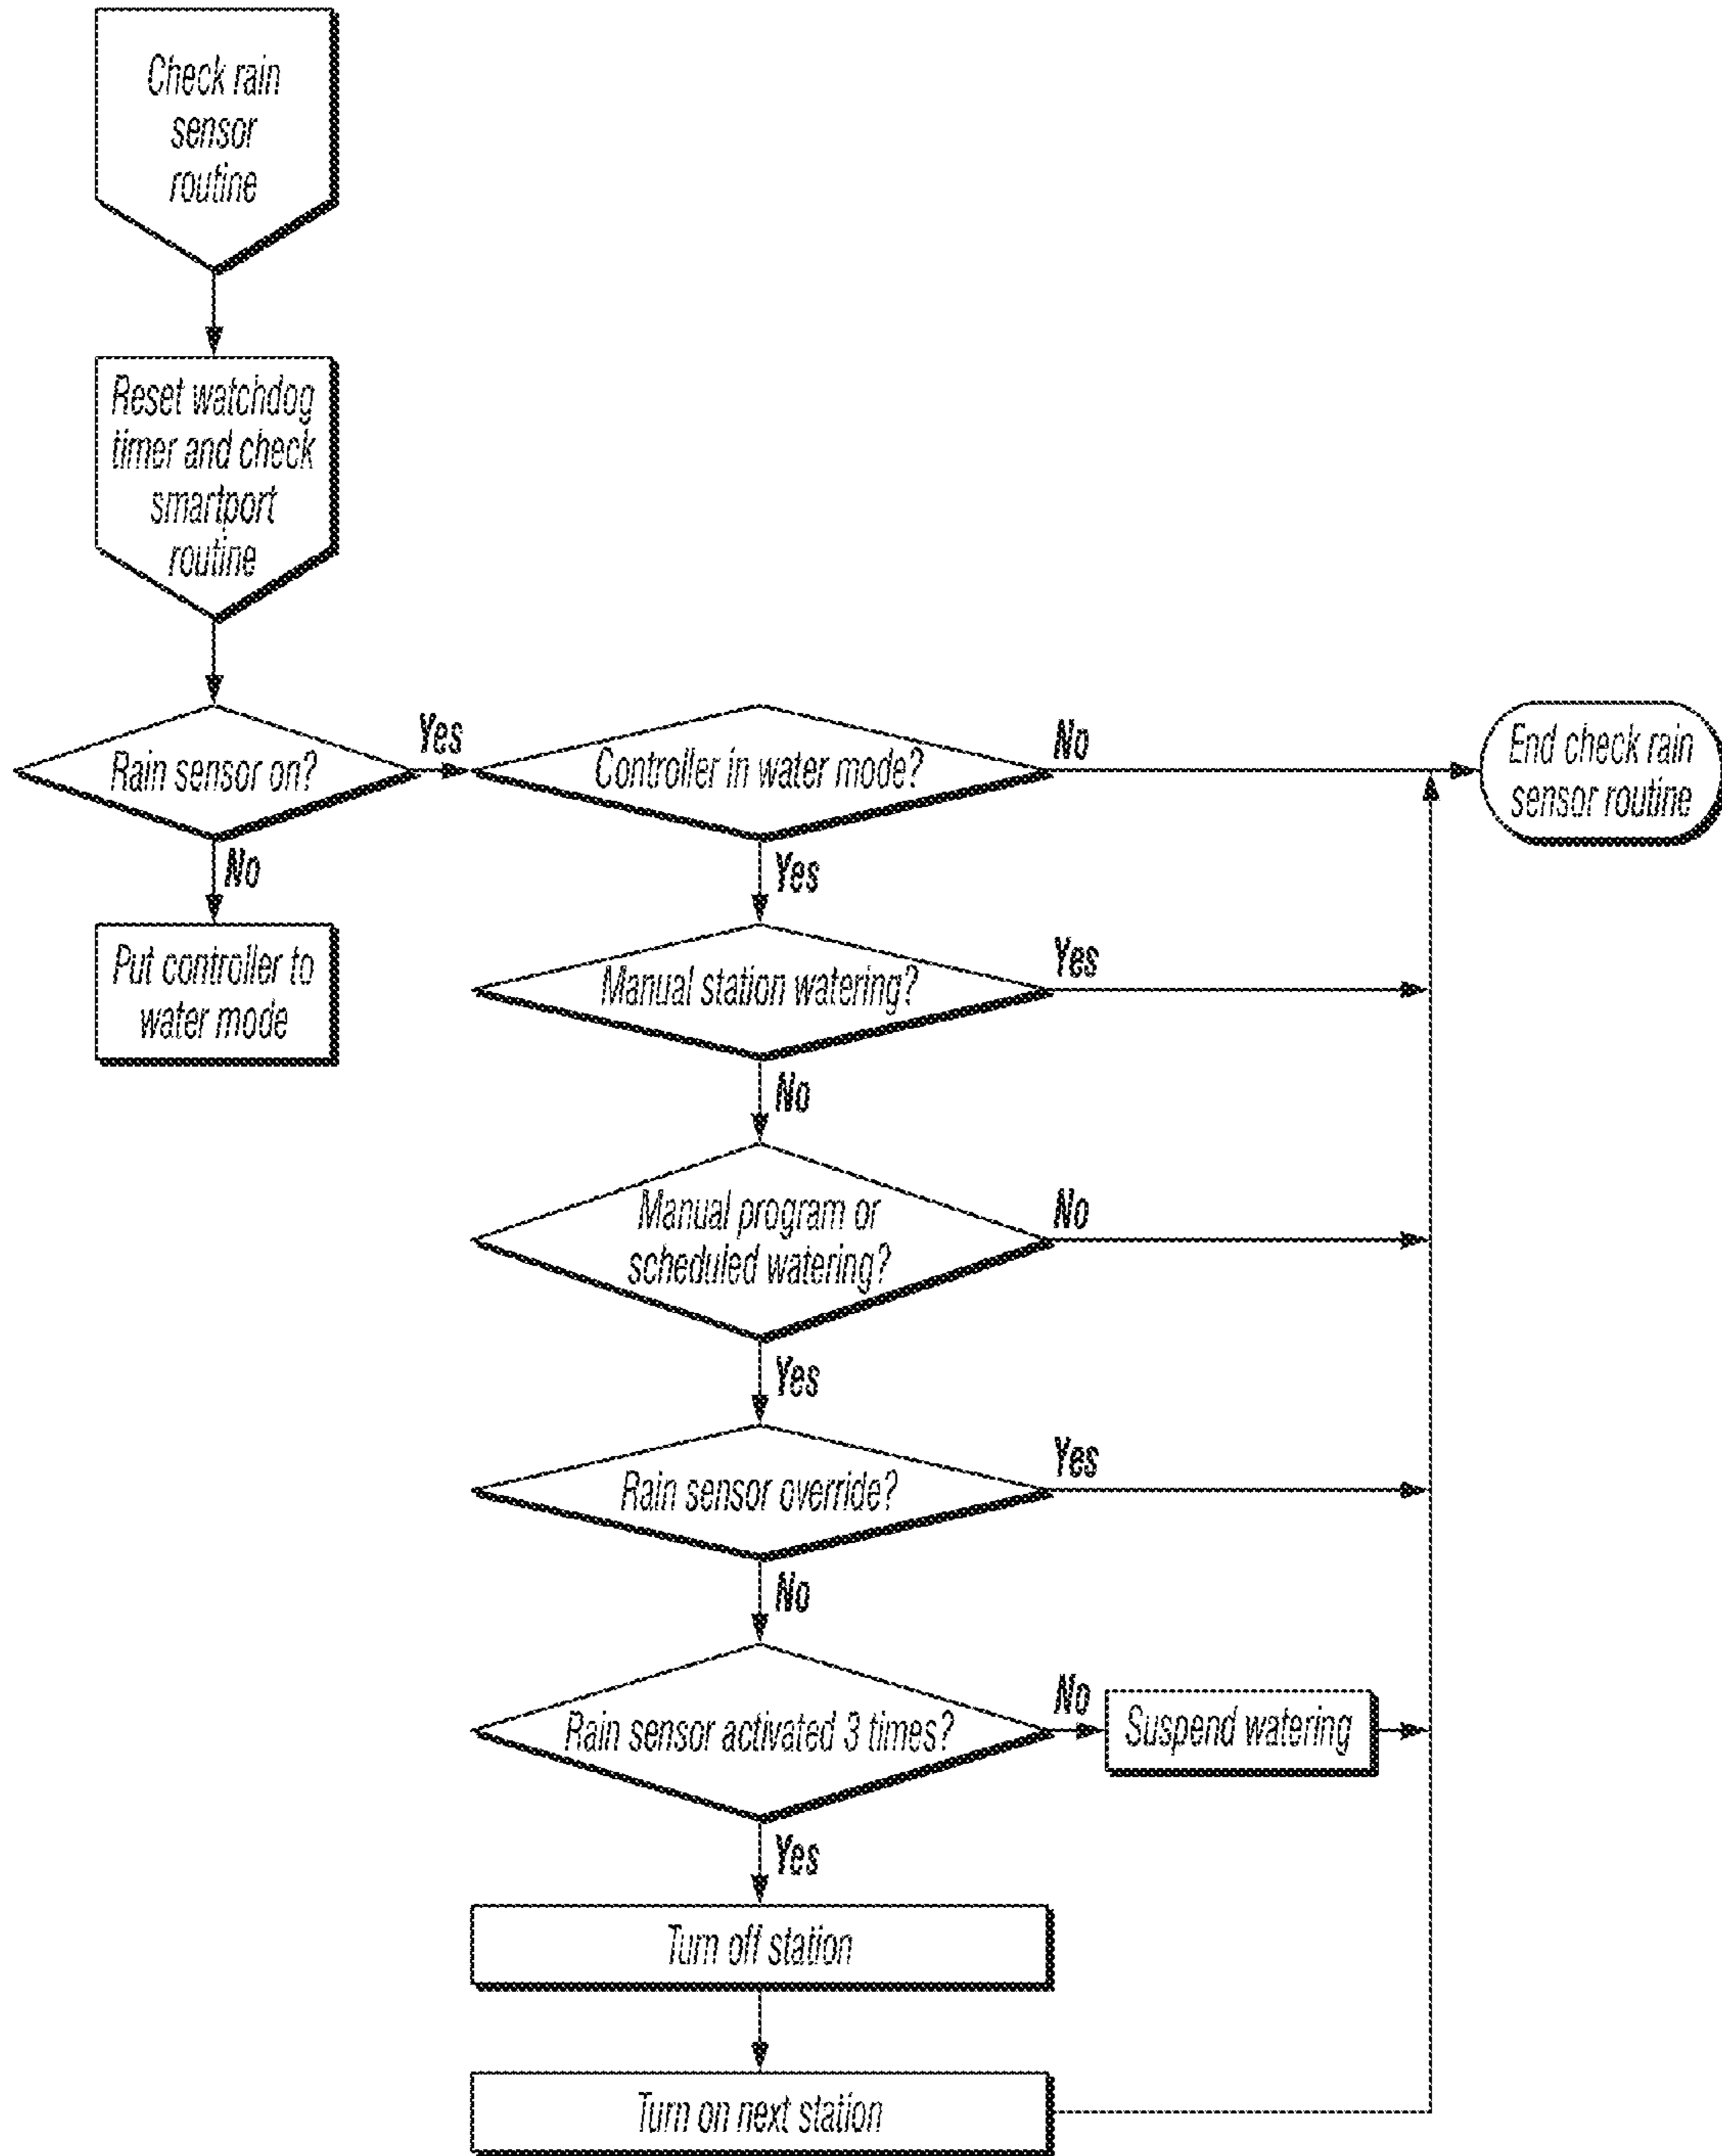 Check rain
sensor
routine
Reset watchdog
timer and check
smartport
routine
Rain sensor on?
Yes
Controller in water mode?
No
End check rain
sensor routine
No
Put controller to
water mode
Yes
Manual station watering?
Yes
No
Manual program or
scheduled watering?
No
Yes
Rain sensor override?
Yes
No
Rain sensor activated 3 times?
No
Suspend watering
Yes
Turn off station
Turn on next station